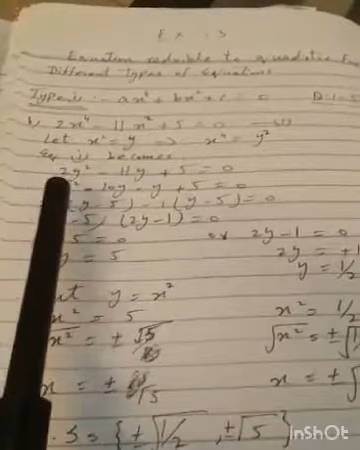 Ex .3
Equation reducible to quadratic
Different types of Equations
Type i:- ax⁴ + bx² + c = 0
2x⁴ - 11x² + 5 = 0
Let x² = y ⇒ x⁴ = y²
Eq becomes
2y² - 11y + 5 = 0
² - 10y - y + 5 = 0
y - 5) - 1(y - 5) = 0
- 5) (2y - 1) = 0
5 = 0 or 2y - 1 = 0
y = 5 2y = +1
y = 1/2
ut y = x²
x² = 5 x² = 1/2
√x² = ± √5 √x² = ± √1/
x = ± √5 x = ± √
S = { ± √1/2 , ± √5 }
InShOt